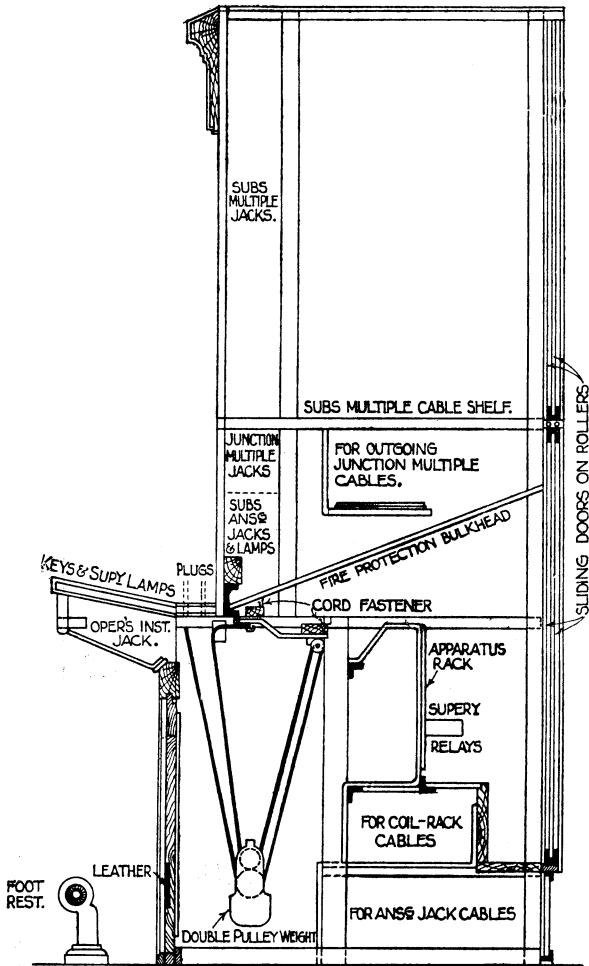 SUBS
MULTIPLE
JACKS.
SUBS MULTIPLE CABLE SHELF.
JUNCTION
MULTIPLE
JACKS
FOR OUTGOING
JUNCTION MULTIPLE
CABLES.
SUBS
ANSG
JACKS
& LAMPS
FIRE PROTECTION BULKHEAD
SLIDING DOORS ON ROLLERS
KEYS & SUPY LAMPS
PLUGS
CORD FASTENER
OPER'S INST.
JACK.
APPARATUS
RACK
SUPERY
RELAYS
FOR COIL-RACK
CABLES
LEATHER
FOOT
REST.
FOR ANSG JACK CABLES
DOUBLE PULLEY WEIGHT